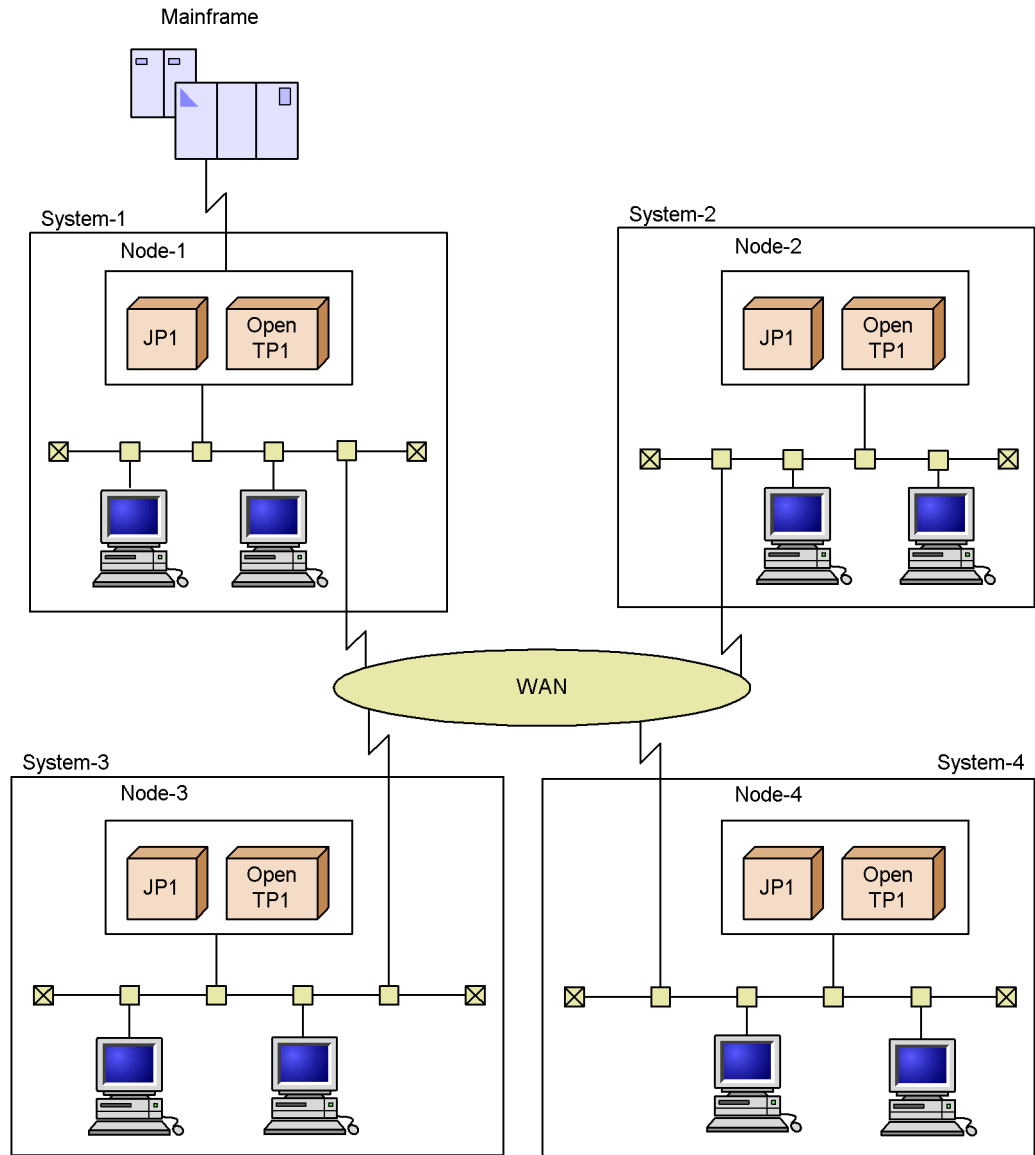 Mainframe
System-1
Node-1
JP1
Open
TP1
System-2
Node-2
JP1
Open
TP1
WAN
System-3
Node-3
JP1
Open
TP1
System-4
Node-4
JP1
Open
TP1